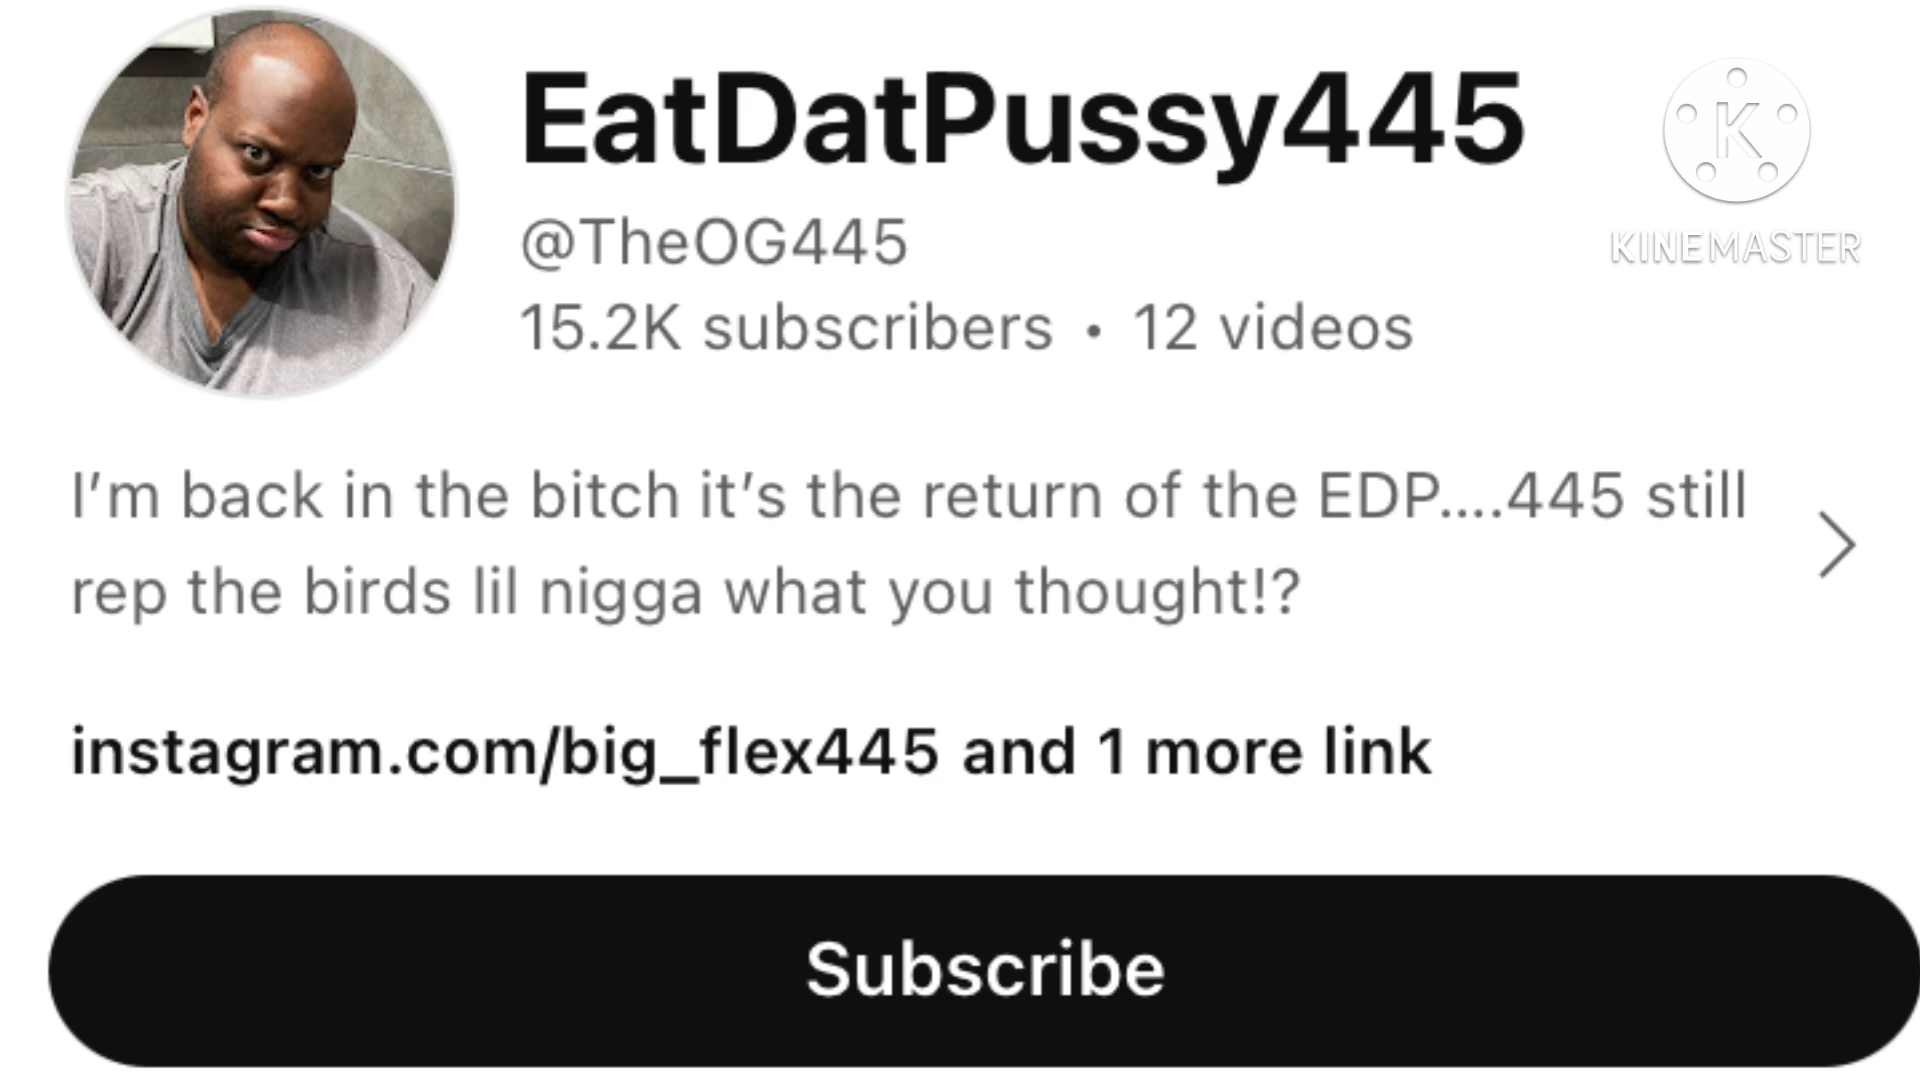 EatDatPussy445
@TheOG445
15.2K subscribers • 12 videos
K
KINEMASTER
I’m back in the bitch it’s the return of the EDP....445 still
rep the birds lil nigga what you thought!?
instagram.com/big_flex445 and 1 more link
Subscribe